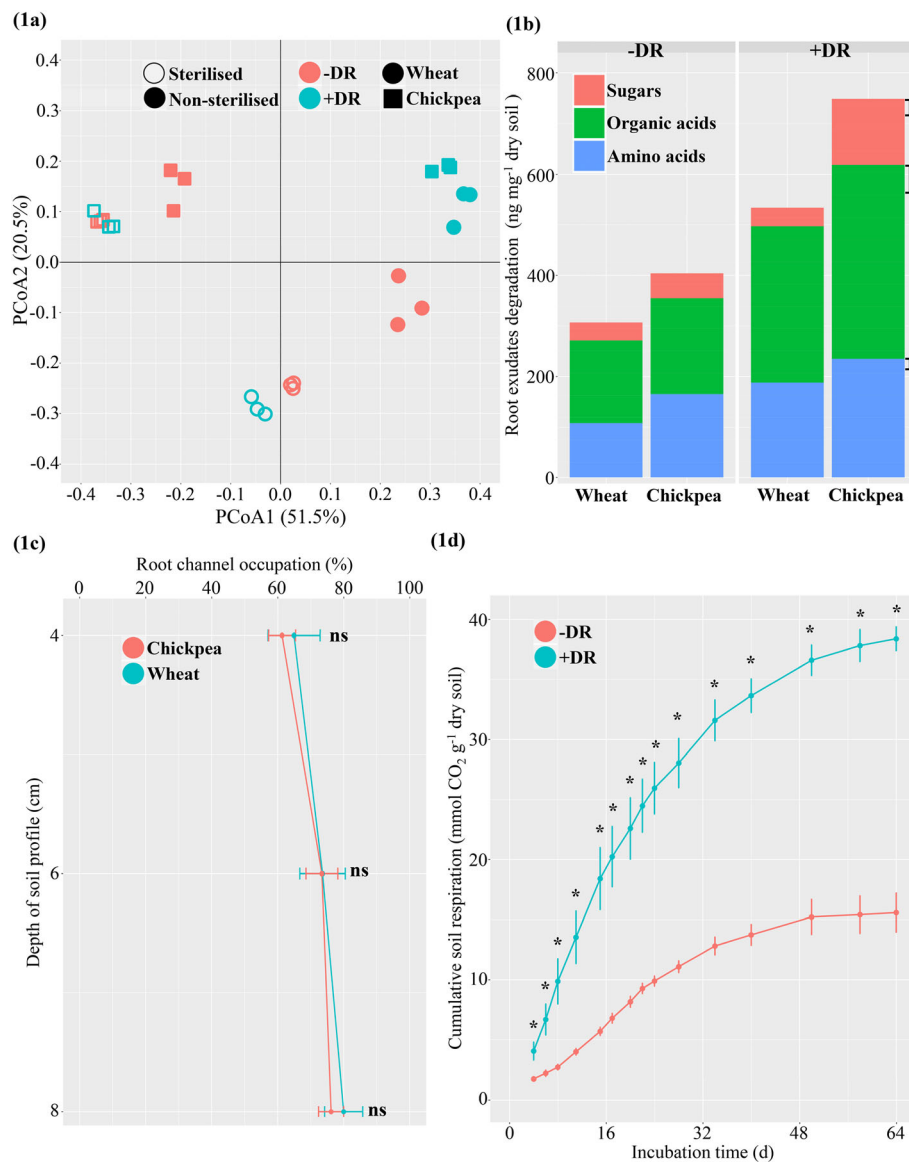 (1a)
Sterilised
-DR
Wheat
Non-sterilised
+DR
Chickpea
0.4
0.3
0.2
0.1
0.0
-0.1
-0.2
-0.3
-0.4
PCoA2 (20.5%)
-0.4 -0.3 -0.2 -0.1 0.0 0.1 0.2 0.3 0.4
PCoA1 (51.5%)
(1b)
-DR
+DR
Sugars
Organic acids
Amino acids
800
600
400
200
0
Root exudates degradation (ng mg⁻¹ dry soil )
Wheat Chickpea Wheat Chickpea
(1c)
Root channel occupation (%)
0 20 40 60 80 100
Chickpea
Wheat
4
6
8
Depth of soil profile (cm)
ns
ns
ns
(1d)
-DR
+DR
40
30
20
10
0
Cumulative soil respiration (mmol CO₂ g⁻¹ dry soil)
* * * * * * * * * * * * * * *
0 16 32 48 64
Incubation time (d)